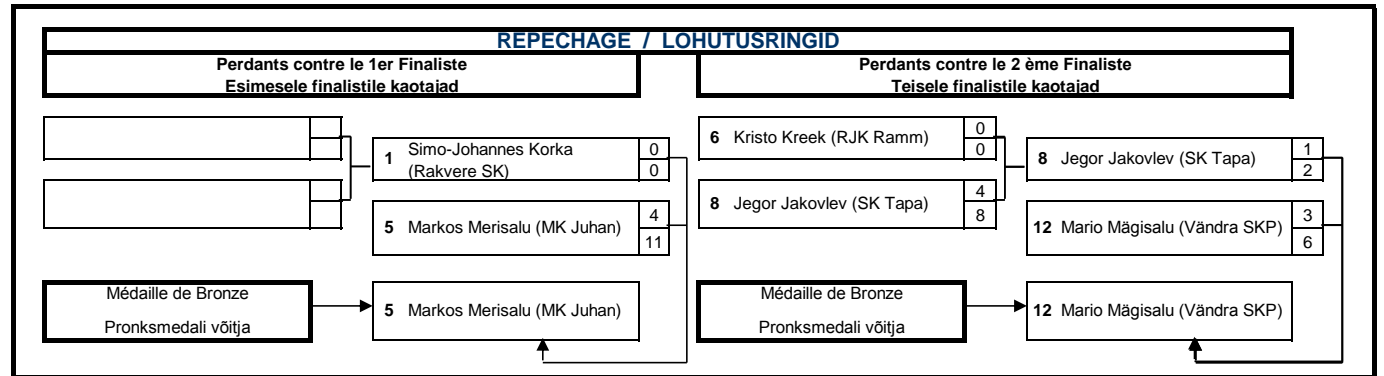 REPECHAGE / LOHUTUSRINGID
Perdants contre le 1er Finaliste
Esimesele finalistile kaotajad
Perdants contre le 2 ème Finaliste
Teisele finalistile kaotajad
1 Simo-Johannes Korka
(Rakvere SK)
0
0
5 Markos Merisalu (MK Juhan)
4
11
Médaille de Bronze
Pronksmedali võitja
5 Markos Merisalu (MK Juhan)
6 Kristo Kreek (RJK Ramm)
0
0
8 Jegor Jakovlev (SK Tapa)
4
8
8 Jegor Jakovlev (SK Tapa)
1
2
12 Mario Mägisalu (Vändra SKP)
3
6
Médaille de Bronze
Pronksmedali võitja
12 Mario Mägisalu (Vändra SKP)